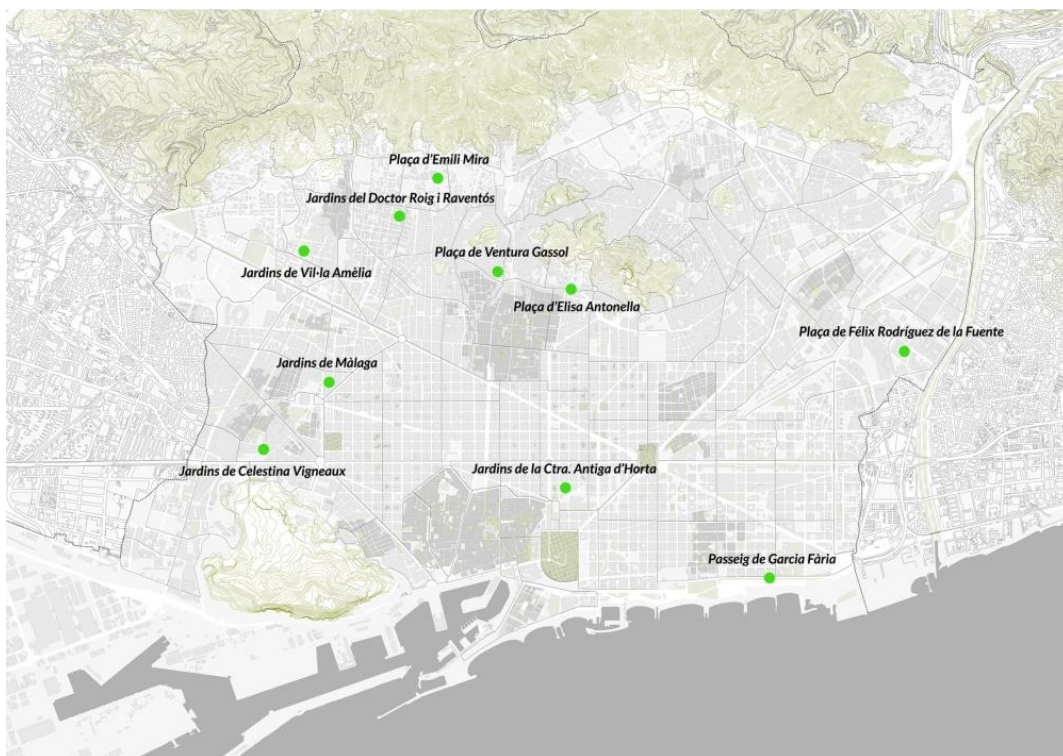 Plaça d'Emili Mira
Jardins del Doctor Roig i Raventós
Plaça de Ventura Gassol
Jardins de Vil·la Amèlia
Plaça d'Elisa Antonella
Plaça de Félix Rodríguez de la Fuente
Jardins de Màlaga
Jardins de Celestina Vigneaux
Jardins de la Ctra. Antiga d'Horta
Passeig de Garcia Fària